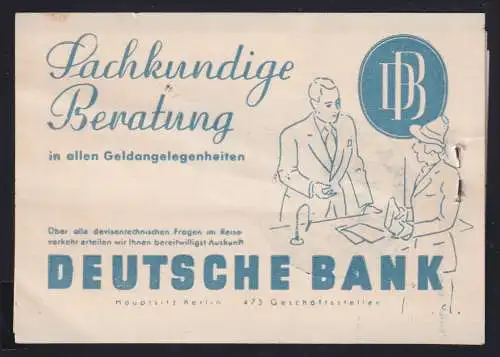 Sachkundige
Beratung
in allen Geldangelegenheiten
DB
Über alle devisentechnischen Fragen im Reise-
verkehr erteilen wir Ihnen bereitwilligst Auskunft
DEUTSCHE BANK
Hauptsitz Berlin 475 Geschäftsstellen